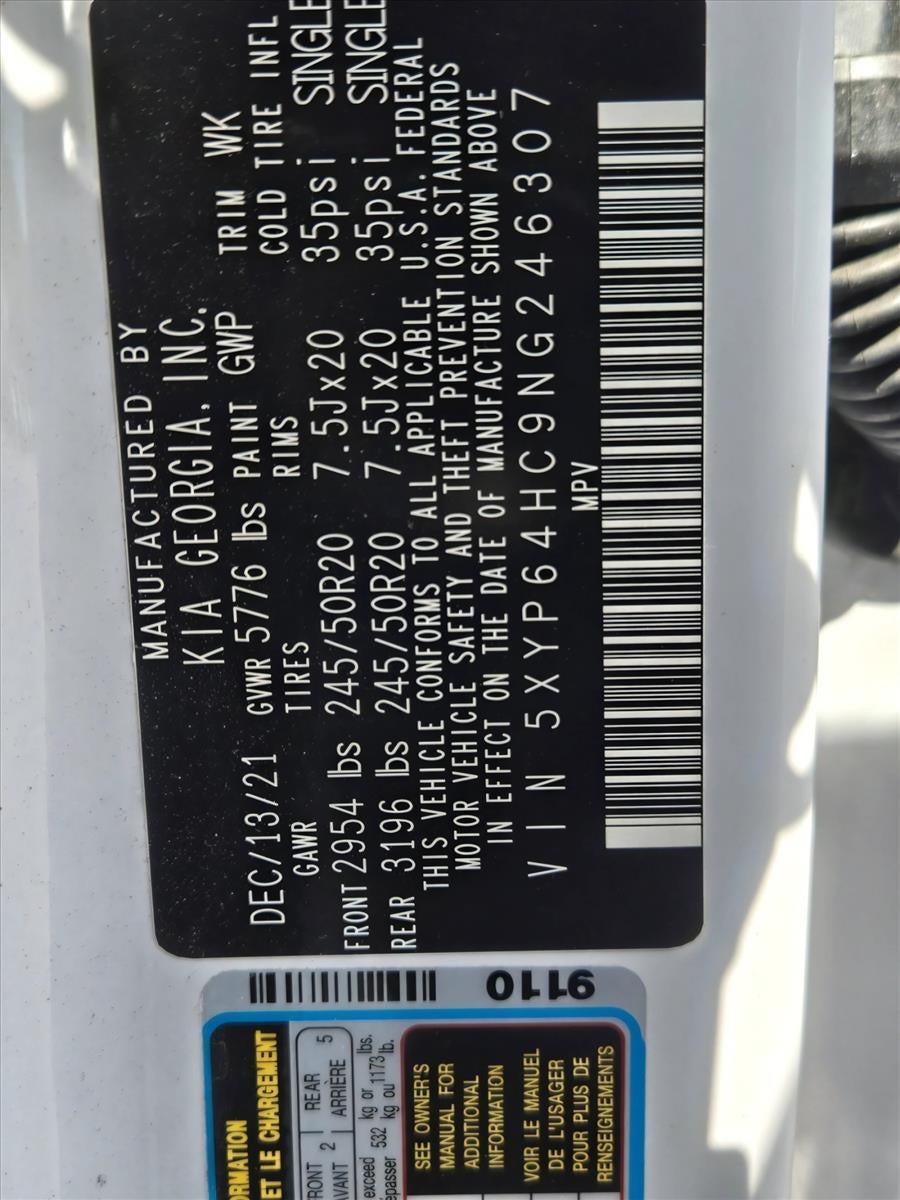 MANUFACTURED BY
KIA GEORGIA, INC.
DEC/13/21 GVWR 5776 lbs PAINT GWP TRIM WK
GAWR TIRES RIMS COLD TIRE INFL
FRONT 2954 lbs 245/50R20 7.5Jx20 35psi SINGLE
REAR 3196 lbs 245/50R20 7.5Jx20 35psi SINGLE
THIS VEHICLE CONFORMS TO ALL APPLICABLE U.S.A. FEDERAL
MOTOR VEHICLE SAFETY AND THEFT PREVENTION STANDARDS
IN EFFECT ON THE DATE OF MANUFACTURE SHOWN ABOVE
VIN 5XYP64HC9NG246307
MPV
9110
ORMATION
ET LE CHARGEMENT
FRONT 2 REAR 5
AVANT 2 ARRIÈRE 5
exceed 532 kg or 1173 lbs.
épasser 532 kg ou 1173 lb.
SEE OWNER'S
MANUAL FOR
ADDITIONAL
INFORMATION
VOIR LE MANUEL
DE L'USAGER
POUR PLUS DE
RENSEIGNEMENTS